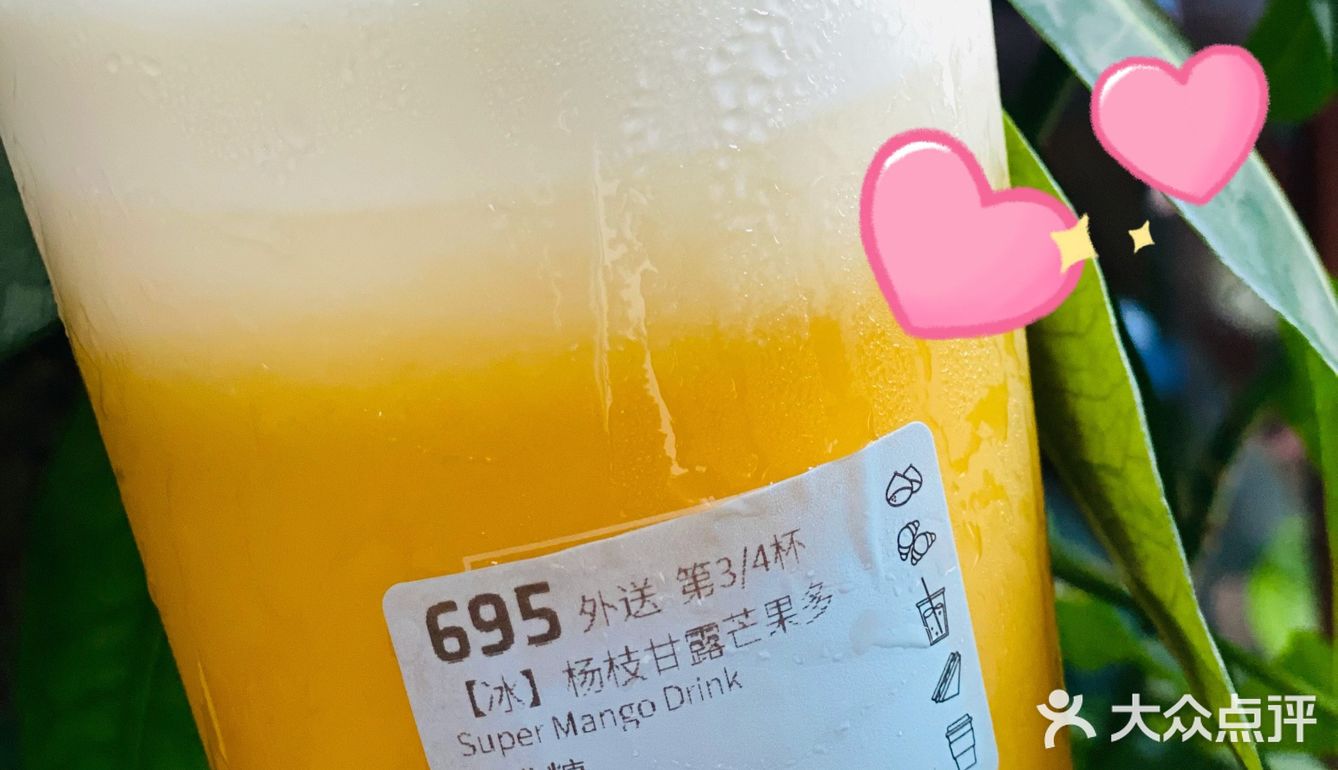 695 外送 第3/4杯
【冰】杨枝甘露芒果多
Super Mango Drink
糖
大众点评